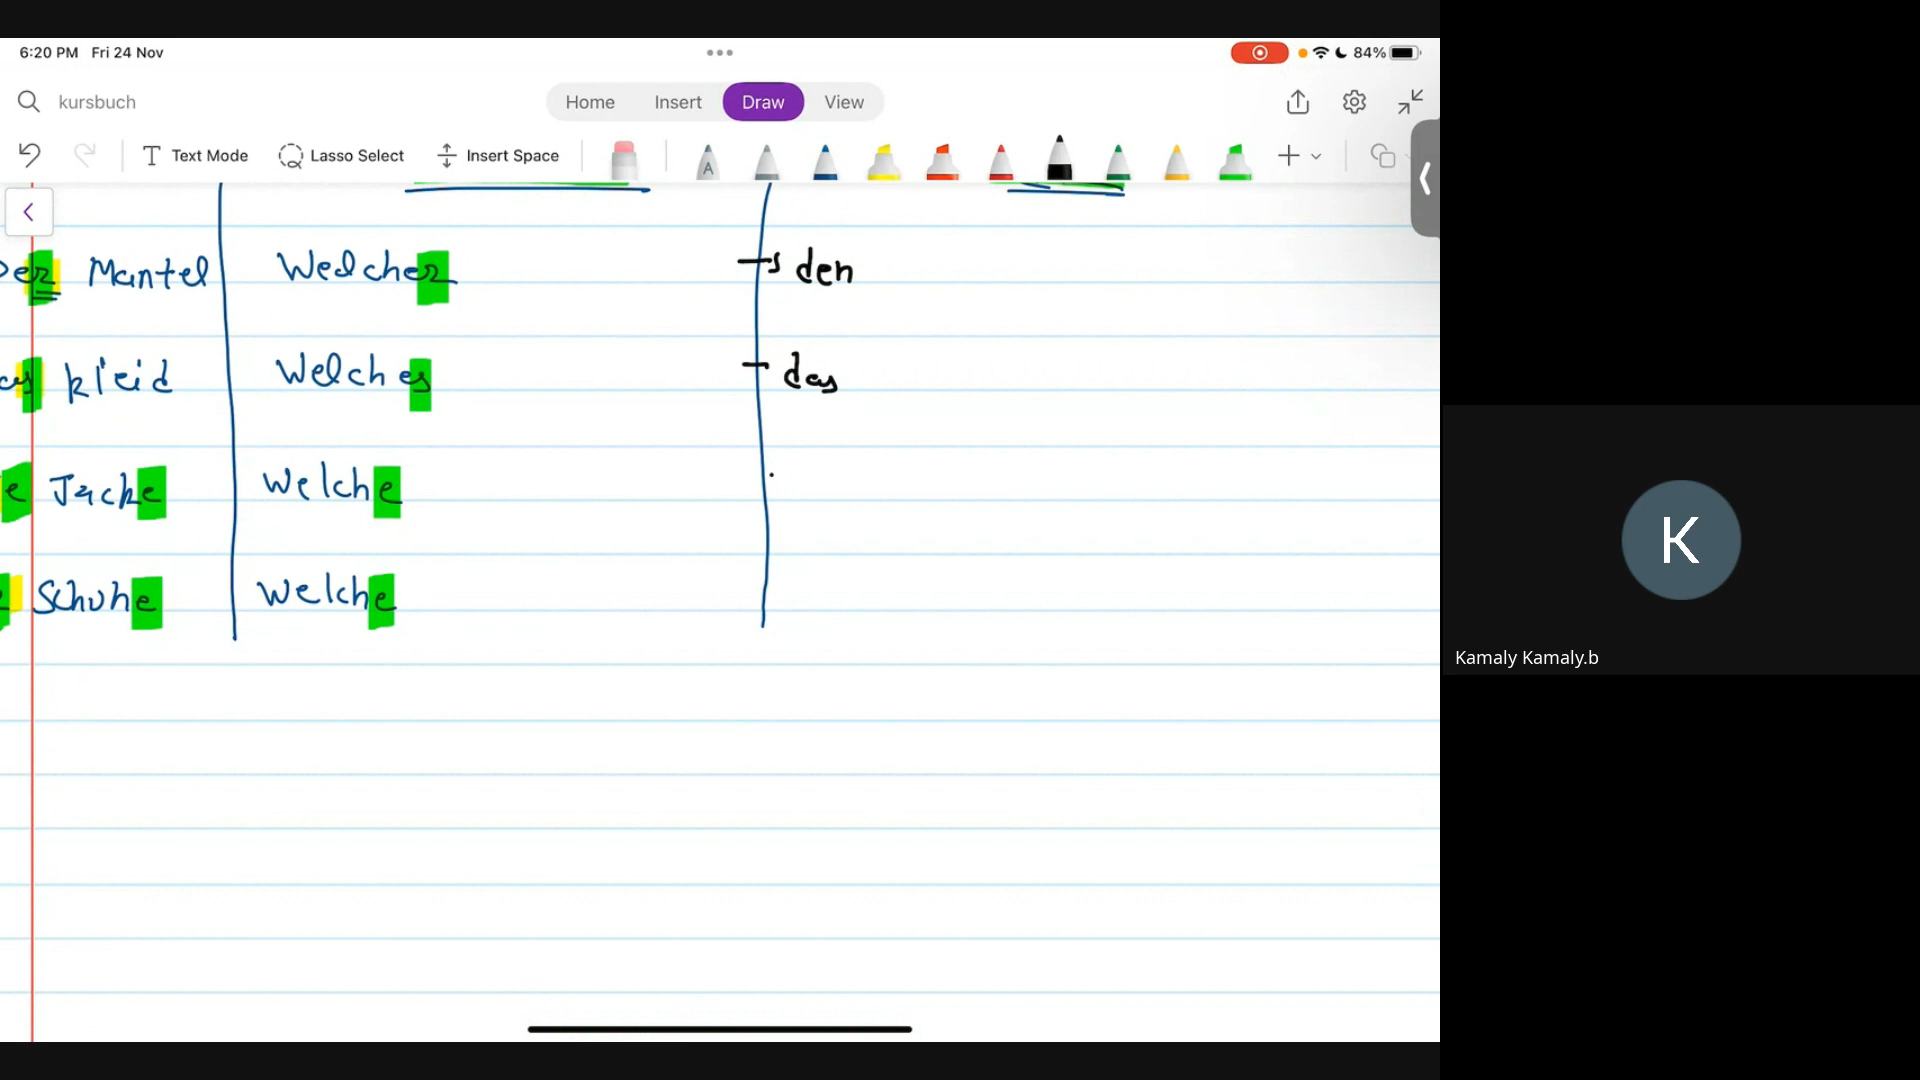 6:20 PM Fri 24 Nov
84%
kursbuch
Home Insert Draw View
Text Mode Lasso Select Insert Space
A
Der Mantel Welcher den
kleid Welches das
e Jacke Welche
Schuhe Welche
K
Kamaly Kamaly.b